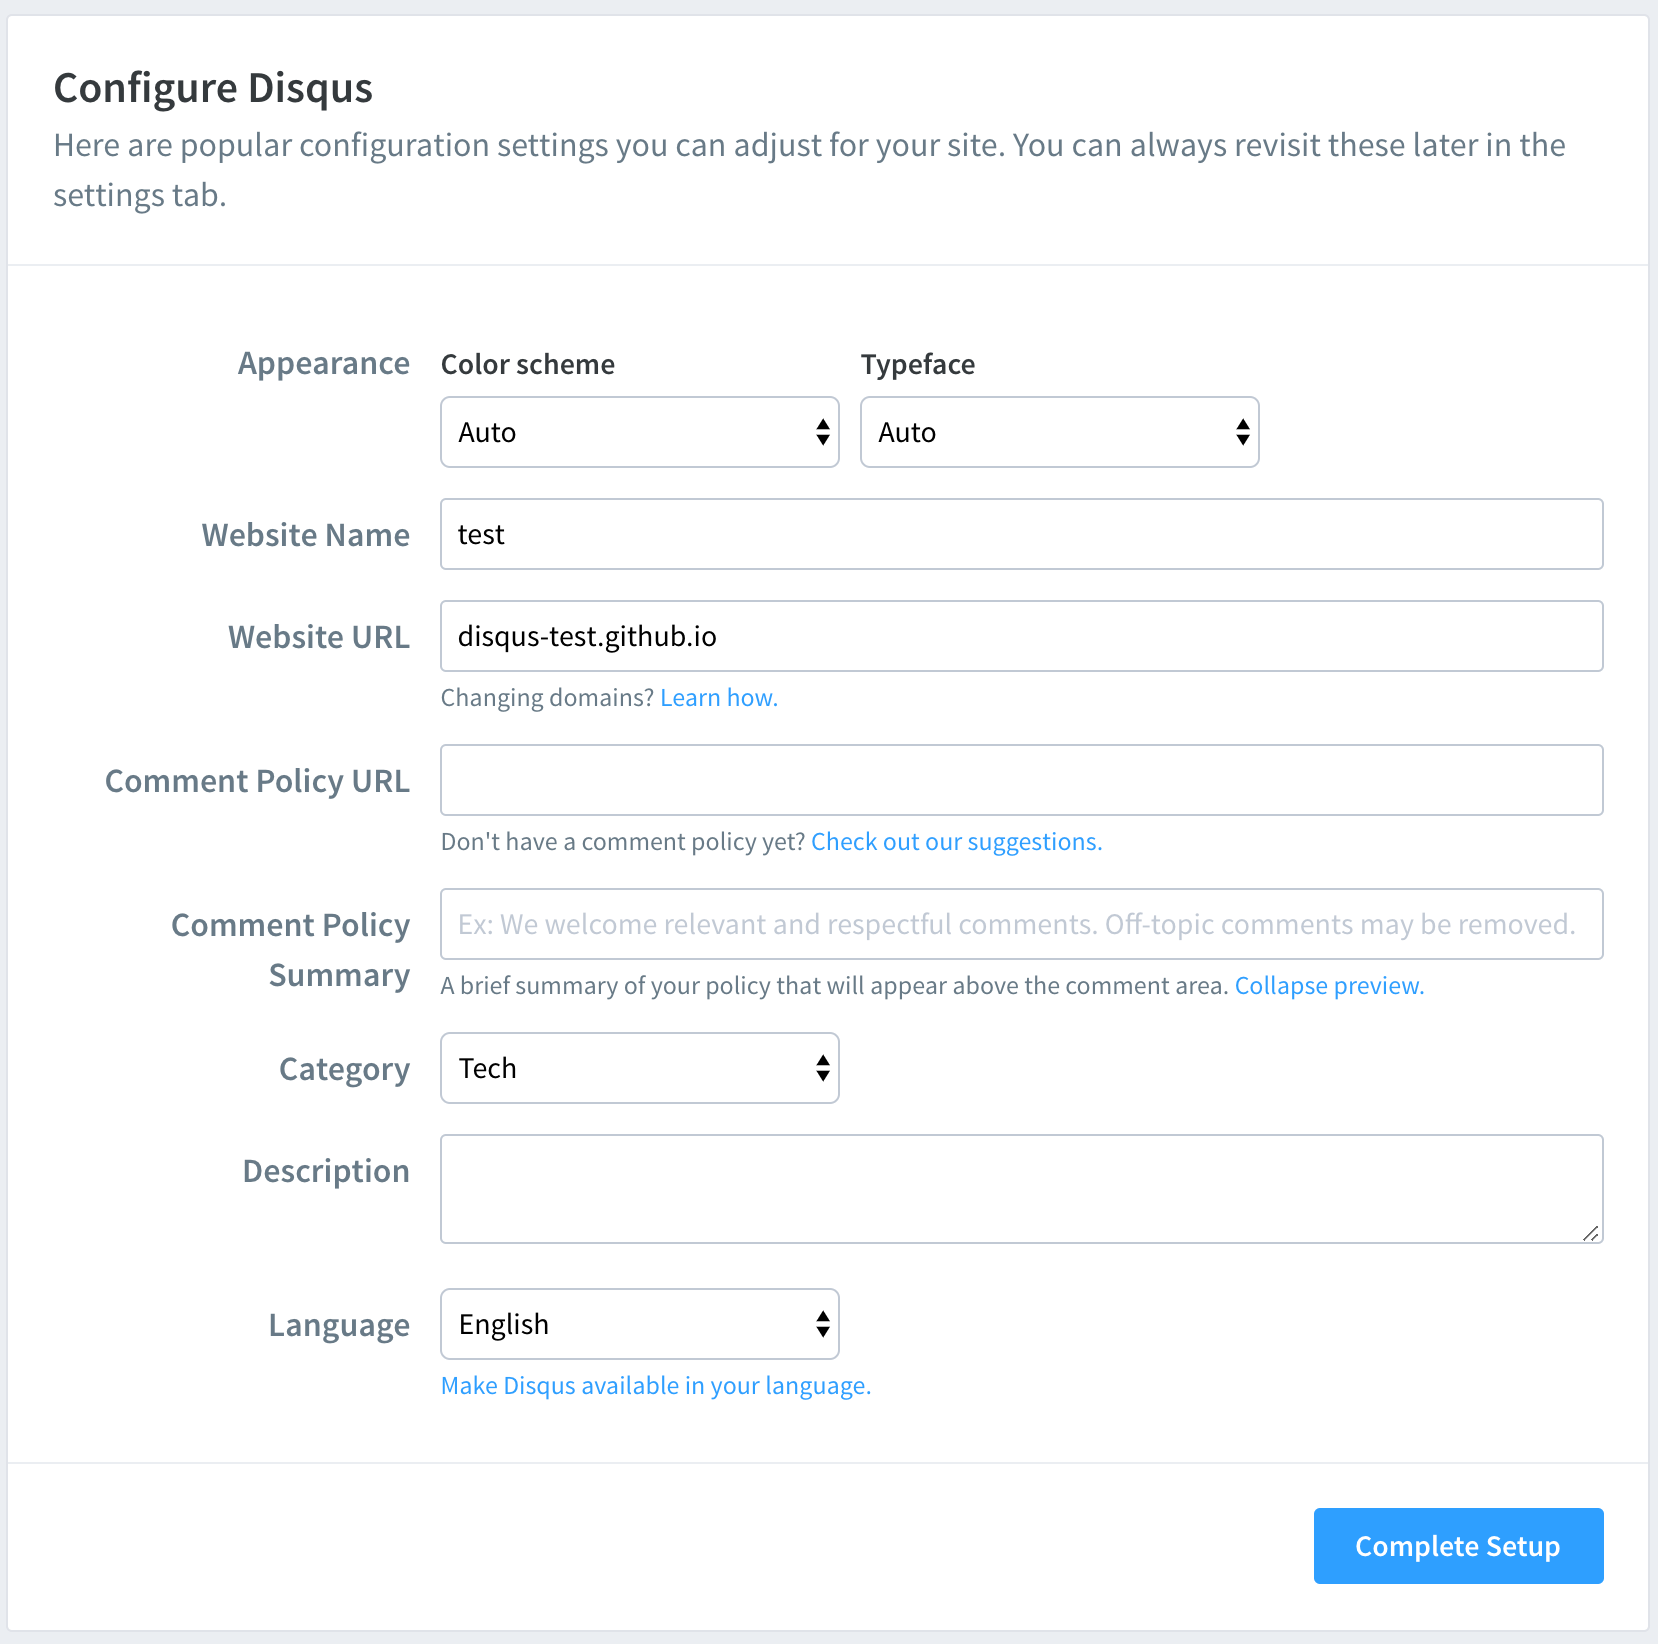 Configure Disqus
Here are popular configuration settings you can adjust for your site. You can always revisit these later in the
settings tab.
Appearance
Color scheme
Typeface
Auto
Auto
Website Name
test
Website URL
disqus-test.github.io
Changing domains? Learn how.
Comment Policy URL
Don't have a comment policy yet? Check out our suggestions.
Comment Policy
Summary
Ex: We welcome relevant and respectful comments. Off-topic comments may be removed.
A brief summary of your policy that will appear above the comment area. Collapse preview.
Category
Tech
Description
Language
English
Make Disqus available in your language.
Complete Setup